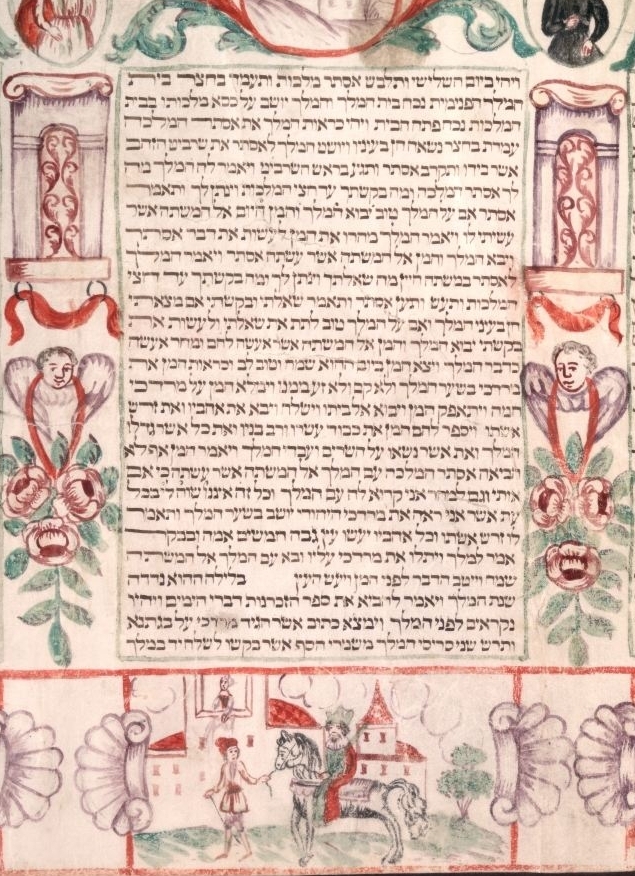 ויהי ביום השלישי ותלבש אסתר מלכות ותעמד בחצר בית
המלך הפנימית נכח בית המלך והמלך יושב על כסא מלכותו בבית
המלכות נכח פתח הבית ויהי כראות המלך את אסתר המלכה
עמדת בחצר נשאה חן בעיניו ויושט המלך לאסתר את שרביט הזהב
אשר בידו ותקרב אסתר ותגע בראש השרביט ויאמר לה המלך מה
לך אסתר המלכה ומה בקשתך עד חצי המלכות וינתן לך ותאמר
אסתר אם על המלך טוב יבוא המלך והמן היום אל המשתה אשר
עשיתי לו ויאמר המלך מהרו את המן לעשות את דבר אסתר
ויבא המלך והמן אל המשתה אשר עשתה אסתר ויאמר המלך
לאסתר במשתה היין מה שאלתך וינתן לך ומה בקשתך עד חצי
המלכות ותעש ותען אסתר ותאמר שאלתי ובקשתי אם מצאתי
חן בעיני המלך ואם על המלך טוב לתת את שאלתי ולעשות את
בקשתי יבוא המלך והמן אל המשתה אשר אעשה להם ומחר אעשה
כדבר המלך ויצא המן ביום ההוא שמח וטוב לב וכראות המן את
מרדכי בשער המלך ולא קם ולא זע ממנו וימלא המן על מרדכי
חמה ויתאפק המן ויבוא אל ביתו וישלח ויבא את אהביו ואת זרש
אשתו ויספר להם המן את כבוד עשרו ורב בניו ואת כל אשר גדלו
המלך ואת אשר נשאו על השרים ועבדי המלך ויאמר המן אף לא
הביאה אסתר המלכה עם המלך אל המשתה אשר עשתה כי אם
אותי וגם למחר אני קרוא לה עם המלך וכל זה איננו שוה לי בכל
עת אשר אני ראה את מרדכי היהודי יושב בשער המלך ותאמר
לו זרש אשתו וכל אהביו יעשו עץ גבה חמשים אמה ובבקר
אמר למלך ויתלו את מרדכי עליו ובא עם המלך אל המשתה
שמח וייטב הדבר לפני המן ויעש העץ בלילה ההוא נדדה
שנת המלך ויאמר להביא את ספר הזכרנות דברי הימים ויהיו
נקראים לפני המלך וימצא כתוב אשר הגיד מרדכי על בגתנא
ותרש שני סריסי המלך משמרי הסף אשר בקשו לשלח יד במלך